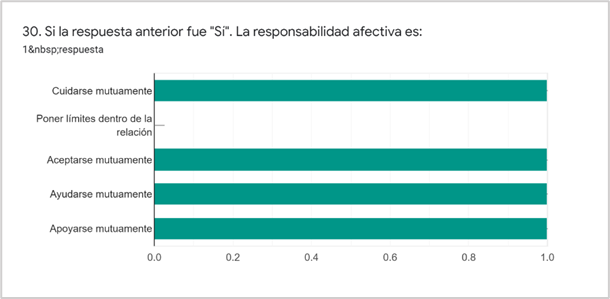 30. Si la respuesta anterior fue "Sí". La responsabilidad afectiva es:
1&nbsp;respuesta
Cuidarse mutuamente
Poner límites dentro de la
relación
Aceptarse mutuamente
Ayudarse mutuamente
Apoyarse mutuamente
0.0 0.2 0.4 0.6 0.8 1.0